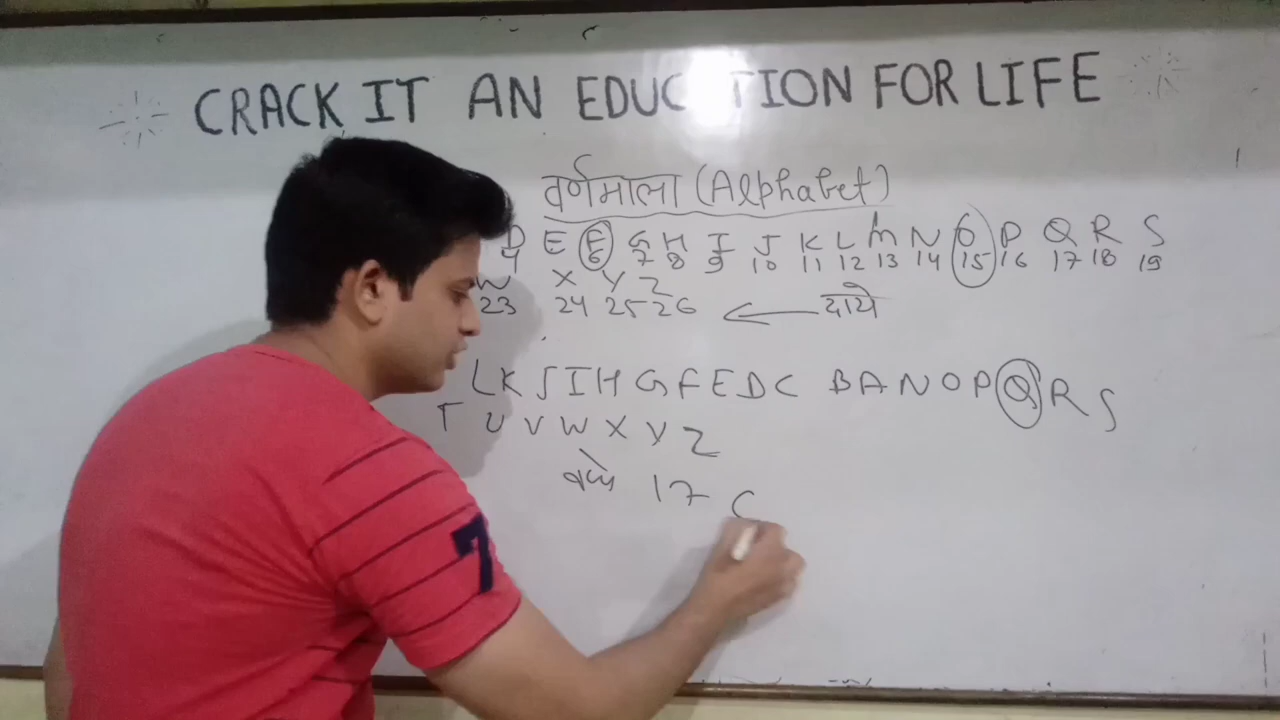 CRACK IT AN EDUCATION FOR LIFE
वर्णमाला (Alphabet)
D E F G H I J K L M N O P Q R S
4 6 7 8 9 10 11 12 13 14 15 16 17 18 19
W X Y Z
23 24 25 26 ← दाये
L K J I H G F E D C B A N O P Q R S
T U V W X Y Z
17 C
7